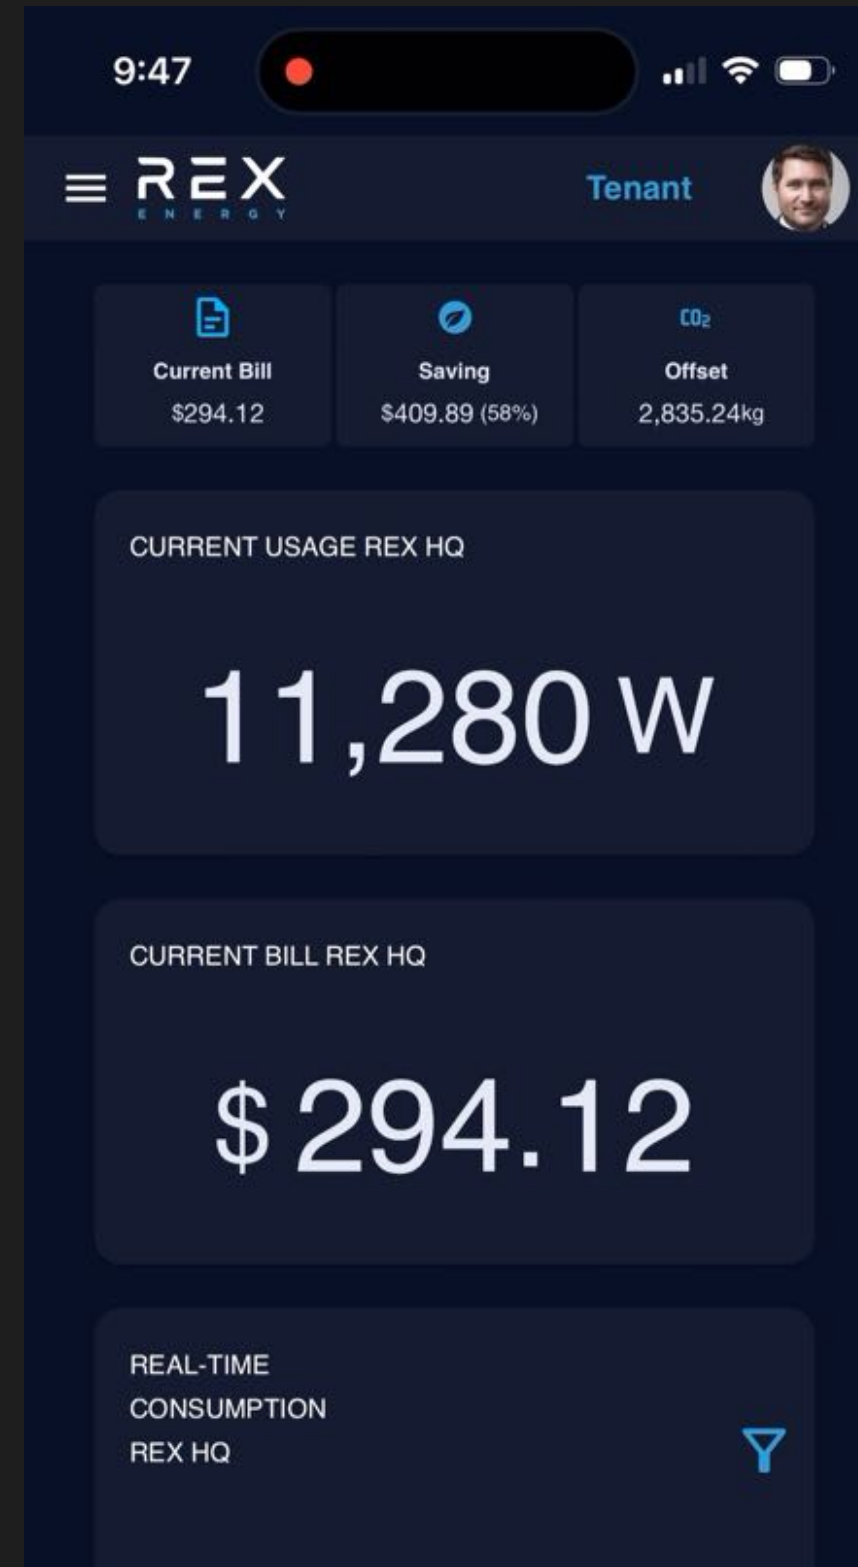 9:47
REX
ENERGY
Tenant
CO₂
Current Bill
Saving
Offset
$294.12
$409.89 (58%)
2,835.24kg
CURRENT USAGE REX HQ
11,280 W
CURRENT BILL REX HQ
$ 294.12
REAL-TIME
CONSUMPTION
REX HQ